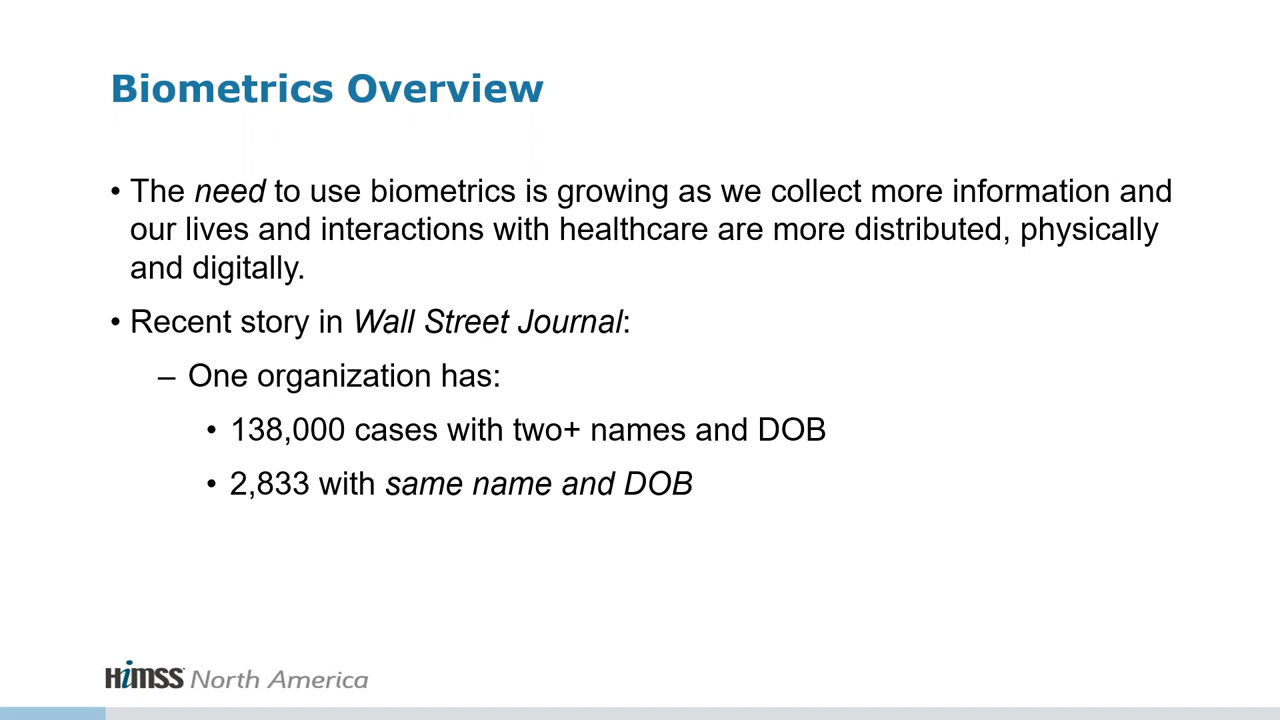 Biometrics Overview
• The need to use biometrics is growing as we collect more information and
our lives and interactions with healthcare are more distributed, physically
and digitally.
• Recent story in Wall Street Journal:
– One organization has:
• 138,000 cases with two+ names and DOB
• 2,833 with same name and DOB
HiMSS North America